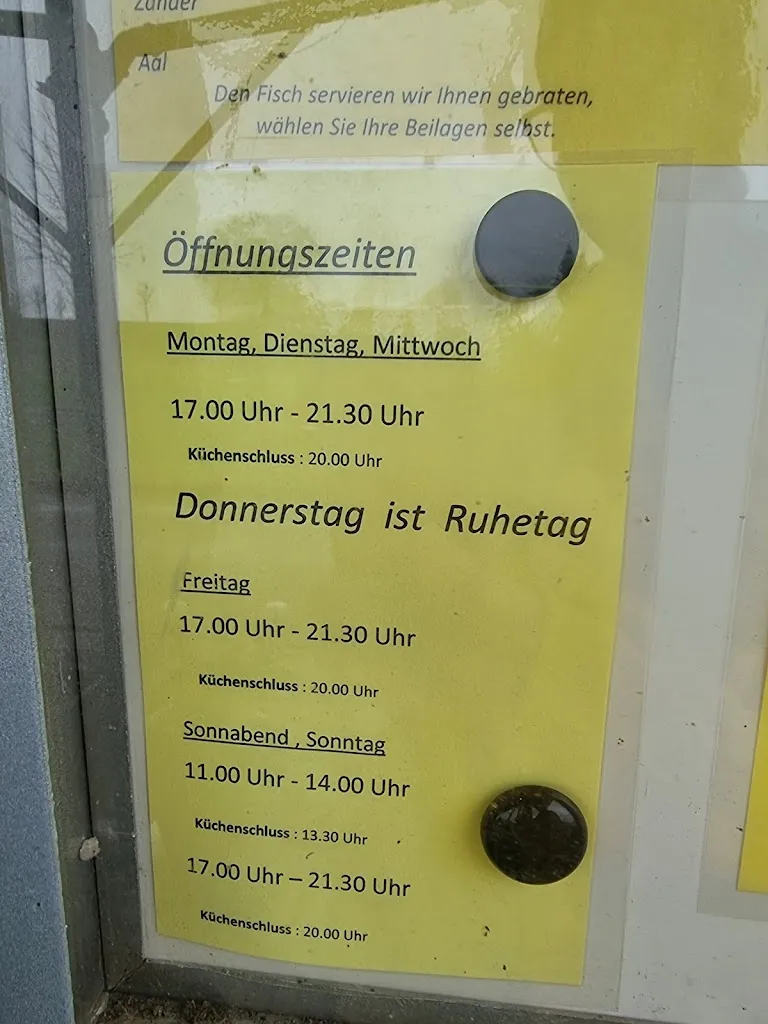 Zander
Aal
Den Fisch servieren wir Ihnen gebraten,
wählen Sie Ihre Beilagen selbst.
Öffnungszeiten
Montag, Dienstag, Mittwoch
17.00 Uhr - 21.30 Uhr
Küchenschluss : 20.00 Uhr
Donnerstag ist Ruhetag
Freitag
17.00 Uhr - 21.30 Uhr
Küchenschluss : 20.00 Uhr
Sonnabend , Sonntag
11.00 Uhr - 14.00 Uhr
Küchenschluss : 13.30 Uhr
17.00 Uhr – 21.30 Uhr
Küchenschluss : 20.00 Uhr